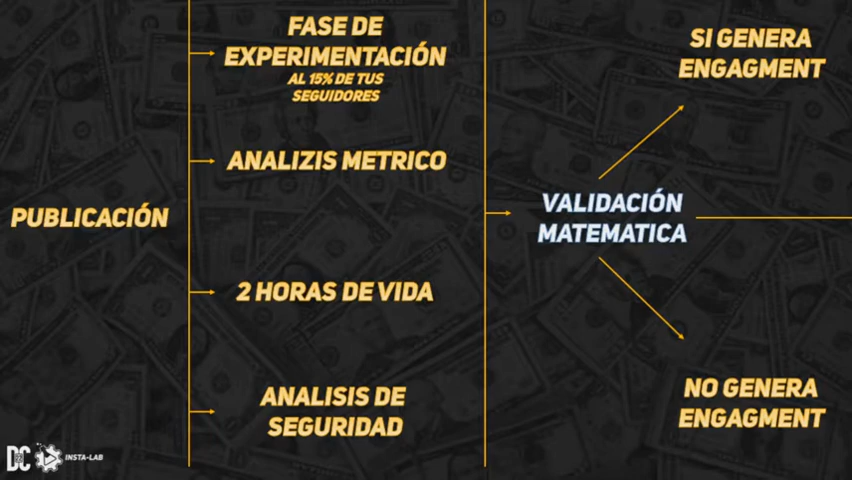 PUBLICACIÓN
FASE DE
EXPERIMENTACIÓN
AL 15% DE TUS
SEGUIDORES
ANALIZIS METRICO
2 HORAS DE VIDA
ANALISIS DE
SEGURIDAD
VALIDACIÓN
MATEMATICA
SI GENERA
ENGAGMENT
NO GENERA
ENGAGMENT
DC
INSTA-LAB